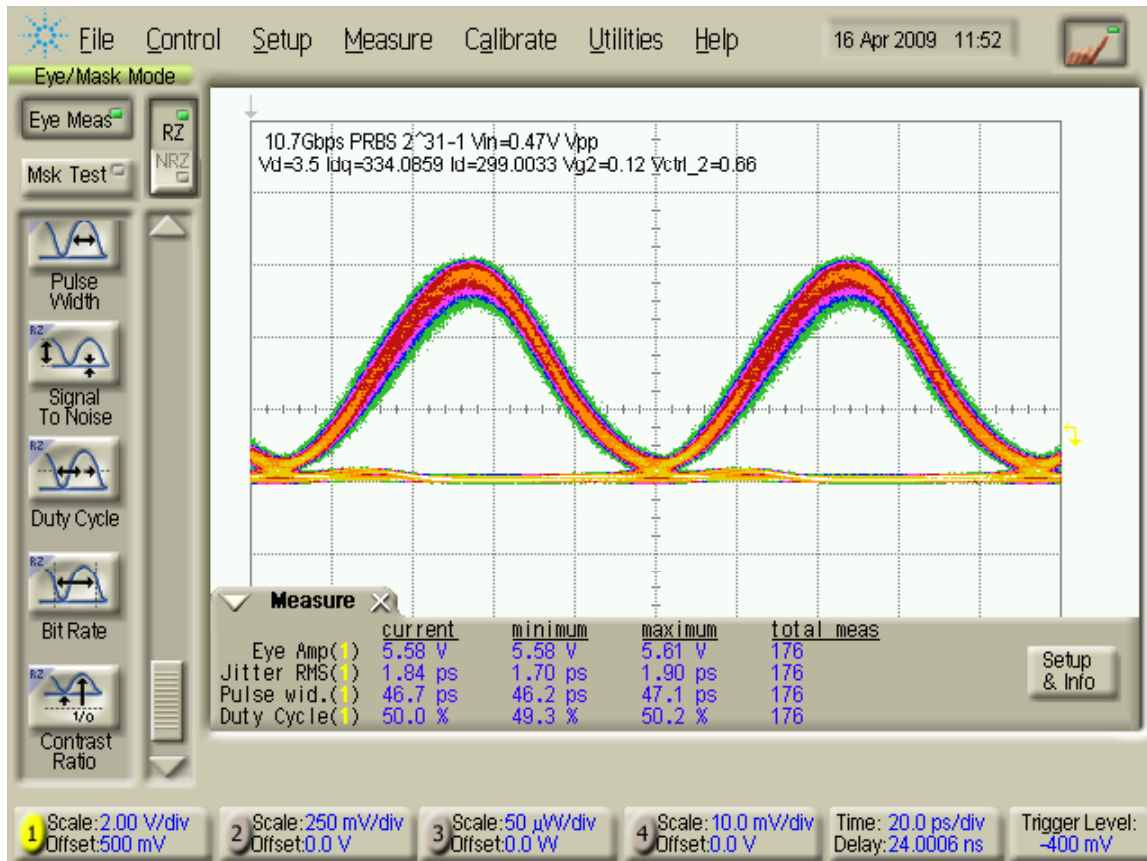 File Control Setup Measure Calibrate Utilities Help 16 Apr 2009 11:52
Eye/Mask Mode
Eye Meas
Msk Test
RZ
NRZ
10.7Gbps PRBS 2^31-1 Vin=0.47V Vpp
Vd=3.5 Idq=334.0859 Id=299.0033 Vg2=0.12 Vctrl_2=0.66
Pulse
Width
RZ
Signal
To Noise
RZ
Duty Cycle
RZ
Bit Rate
RZ
1/0
Contrast
Ratio
Measure
current minimum maximum total meas
Eye Amp(1) 5.58 V 5.58 V 5.61 V 176
Jitter RMS(1) 1.84 ps 1.70 ps 1.90 ps 176
Pulse wid.(1) 46.7 ps 46.2 ps 47.1 ps 176
Duty Cycle(1) 50.0 % 49.3 % 50.2 % 176
Setup
& Info
1 Scale:2.00 V/div
Offset:500 mV
2 Scale:250 mV/div
Offset:0.0 V
3 Scale:50 µW/div
Offset:0.0 W
4 Scale:10.0 mV/div
Offset:0.0 V
Time: 20.0 ps/div
Delay:24.0006 ns
Trigger Level:
-400 mV